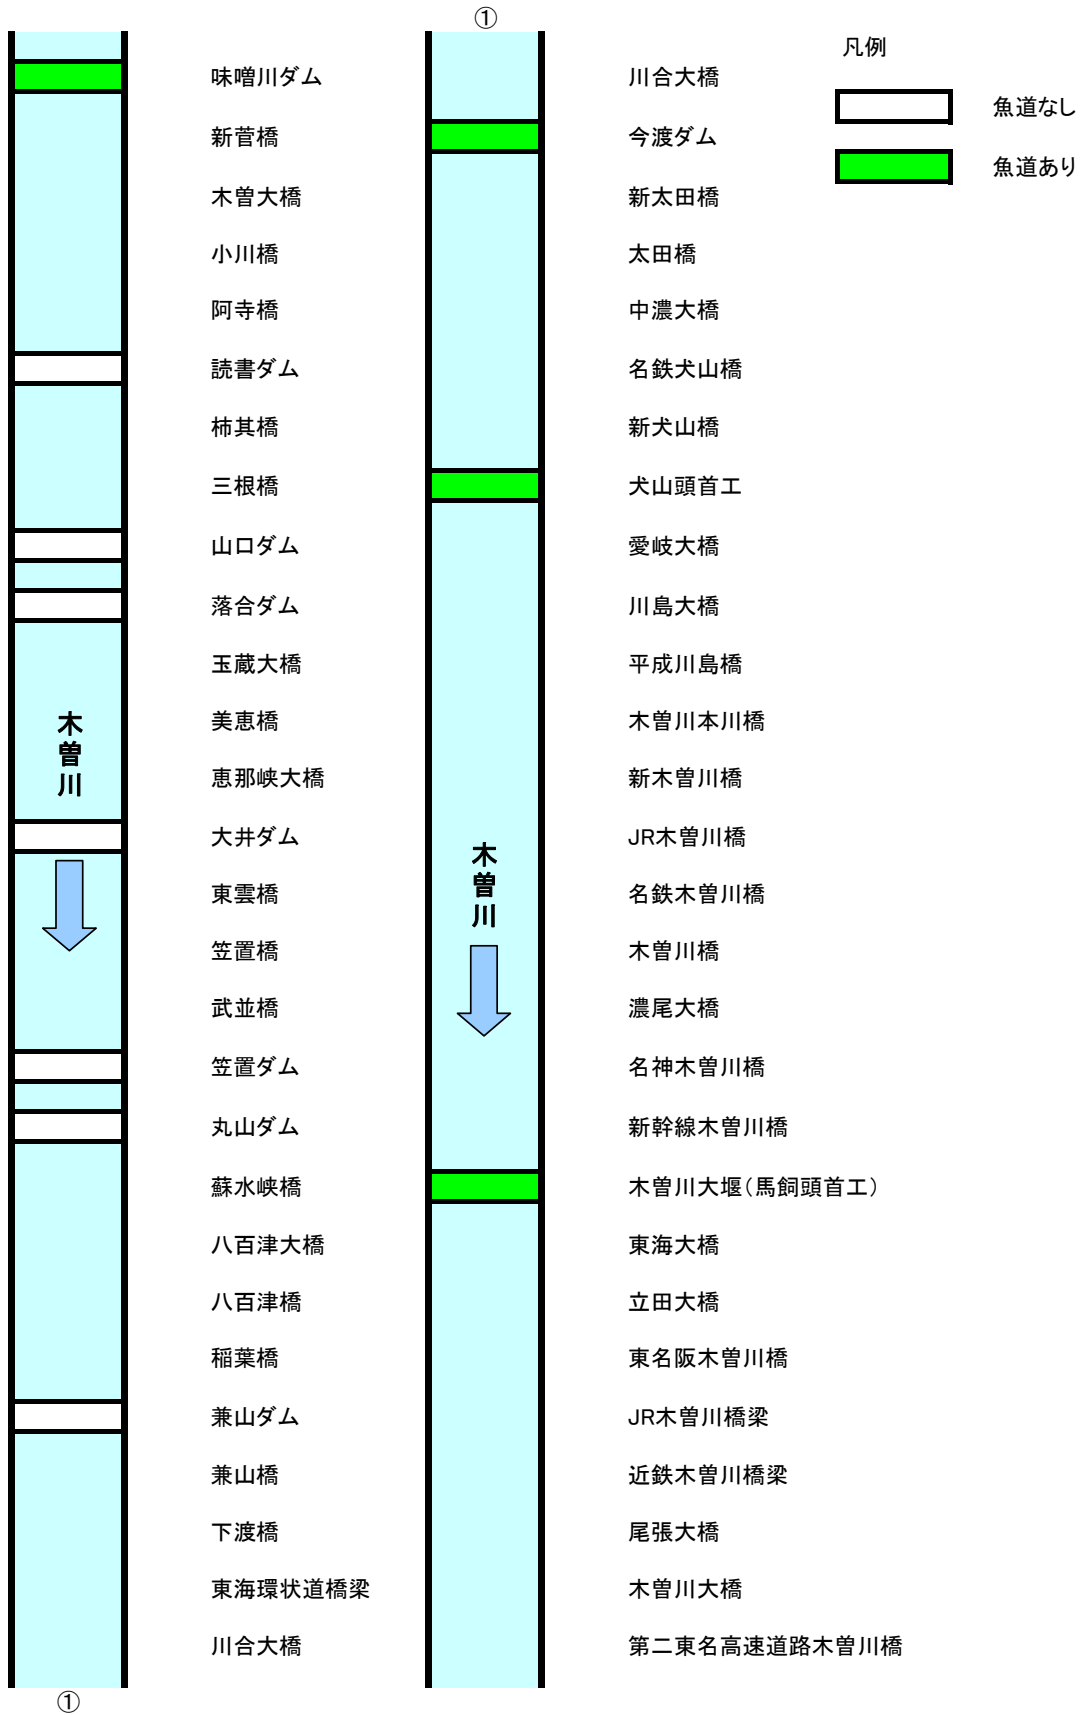 味噌川ダム
新菅橋
木曽大橋
小川橋
阿寺橋
読書ダム
柿其橋
三根橋
山口ダム
落合ダム
玉蔵大橋
美恵橋
恵那峡大橋
大井ダム
東雲橋
笠置橋
武並橋
笠置ダム
丸山ダム
蘇水峡橋
八百津大橋
八百津橋
稲葉橋
兼山ダム
兼山橋
下渡橋
東海環状道橋梁
川合大橋
木曽川
①
①
川合大橋
今渡ダム
新太田橋
太田橋
中濃大橋
名鉄犬山橋
新犬山橋
犬山頭首工
愛岐大橋
川島大橋
平成川島橋
木曽川本川橋
新木曽川橋
JR木曽川橋
名鉄木曽川橋
木曽川橋
濃尾大橋
名神木曽川橋
新幹線木曽川橋
木曽川大堰（馬飼頭首工）
東海大橋
立田大橋
東名阪木曽川橋
JR木曽川橋梁
近鉄木曽川橋梁
尾張大橋
木曽川大橋
第二東名高速道路木曽川橋
木曽川
凡例
魚道なし
魚道あり